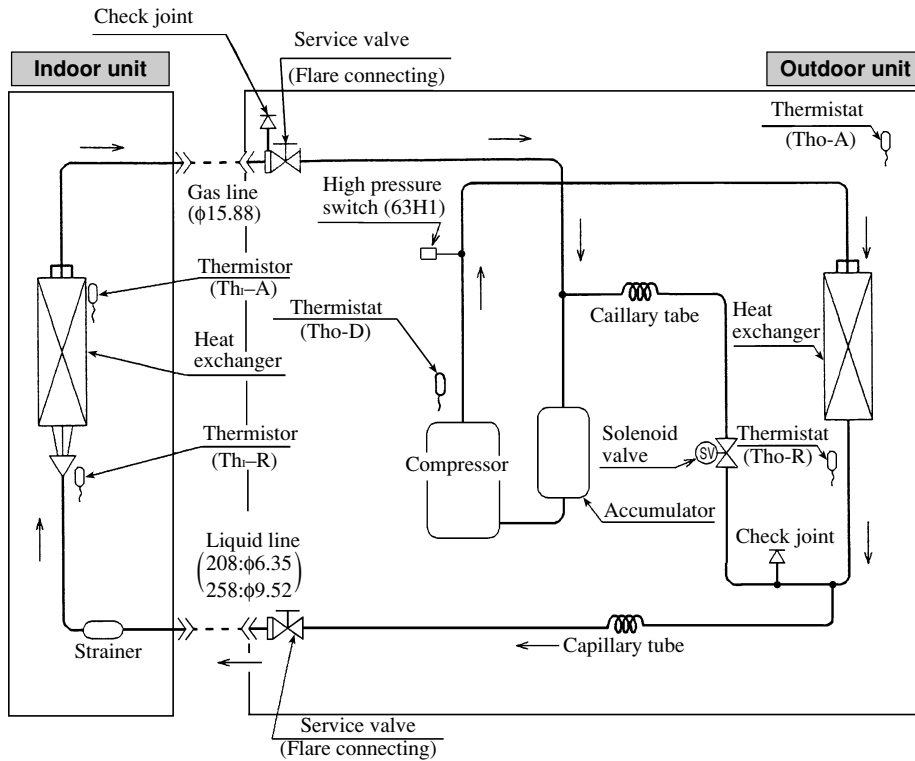 Check joint
Service valve
(Flare connecting)
Indoor unit
Outdoor unit
Thermistat
(Tho-A)
Gas line
(ϕ15.88)
High pressure
switch (63H1)
Thermistor
(ThI–A)
Thermistat
(Tho-D)
Caillary tabe
Heat
exchanger
Heat
exchanger
Thermistor
(ThI–R)
Compressor
Solenoid
valve
SV
Thermistat
(Tho-R)
Accumulator
Liquid line
(208:ϕ6.35
258:ϕ9.52)
Check joint
Strainer
Capillary tube
Service valve
(Flare connecting)